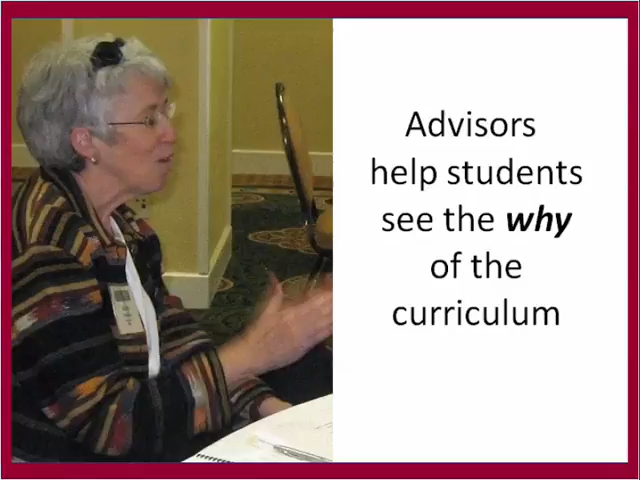 Advisors
help students
see the why
of the
curriculum